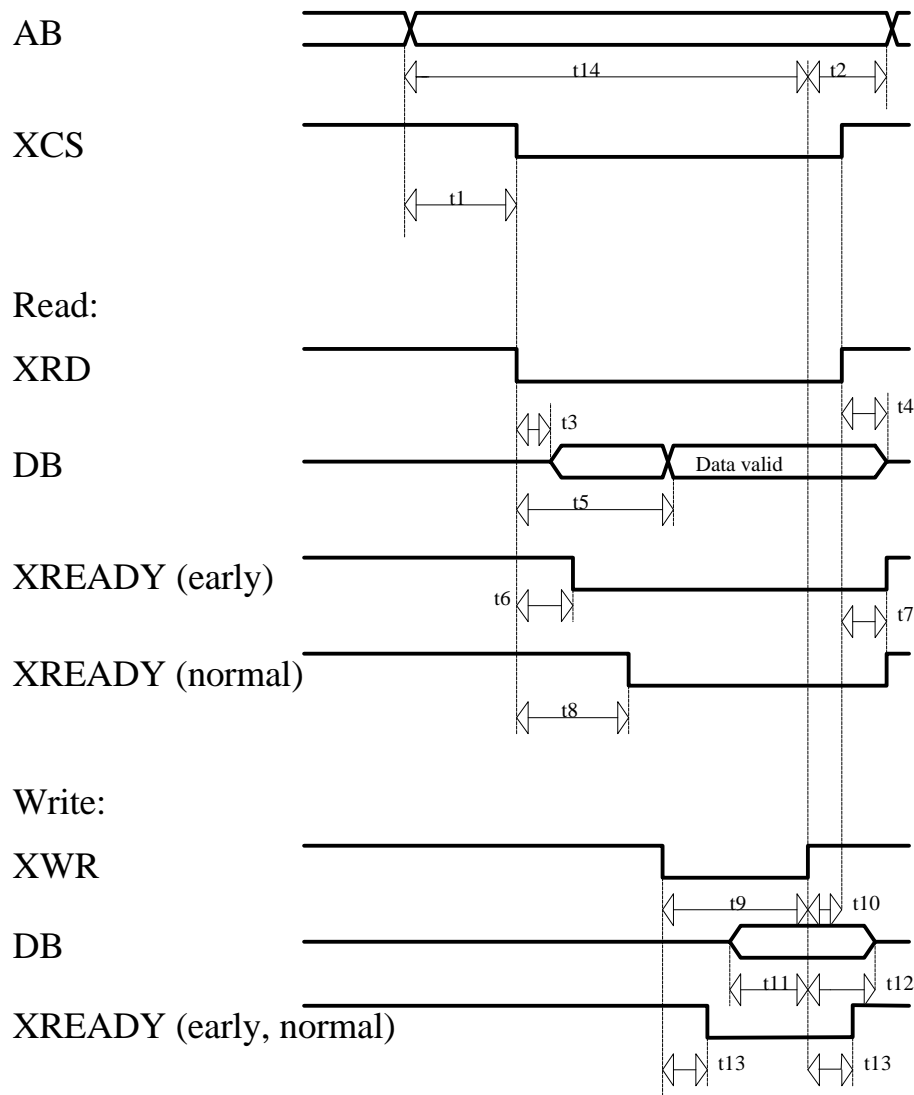 AB
t14 t2
XCS
t1
Read:
XRD
t3 t4
DB Data valid
t5
XREADY (early)
t6 t7
XREADY (normal)
t8
Write:
XWR
t9 t10
DB
t11 t12
XREADY (early, normal)
t13 t13